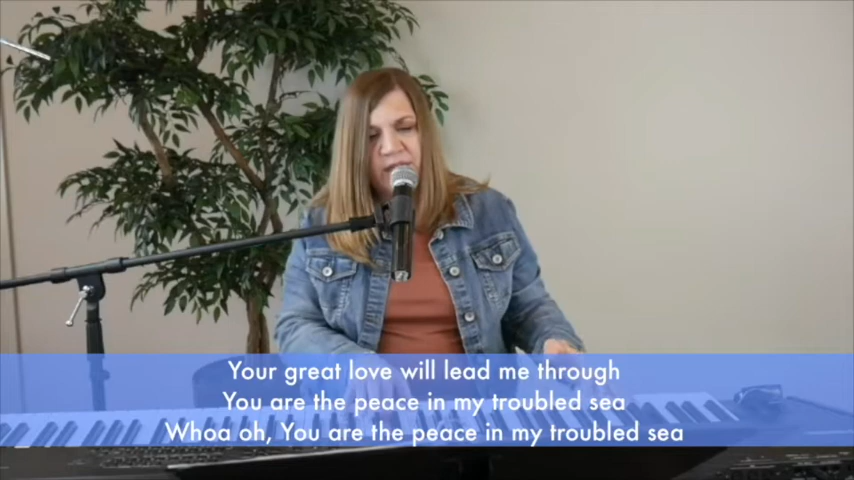 Your great love will lead me through
You are the peace in my troubled sea
Whoa oh, You are the peace in my troubled sea